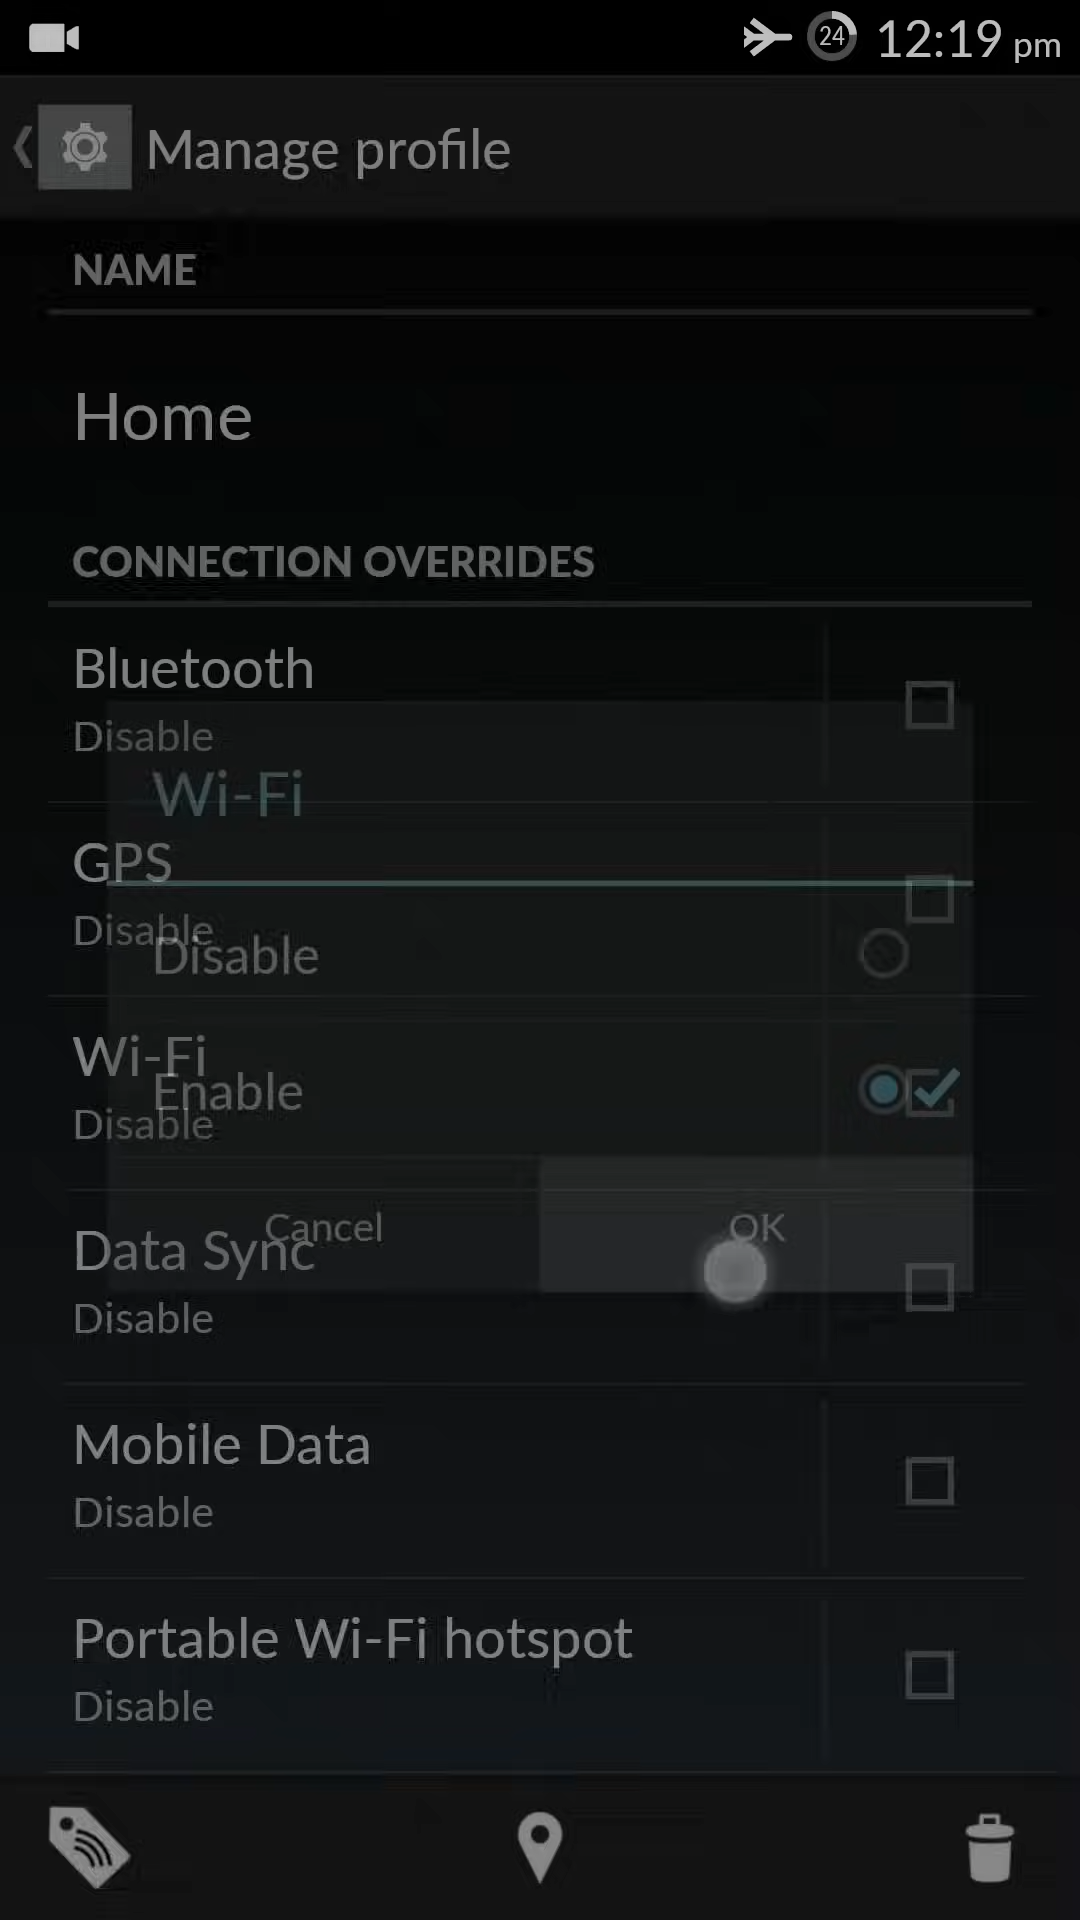 24 12:19 pm
Manage profile
NAME
Home
CONNECTION OVERRIDES
Bluetooth
Disable
Wi-Fi
GPS
Disable
Disable
Wi-Fi
Enable
Disable
Cancel OK
Data Sync
Disable
Mobile Data
Disable
Portable Wi-Fi hotspot
Disable